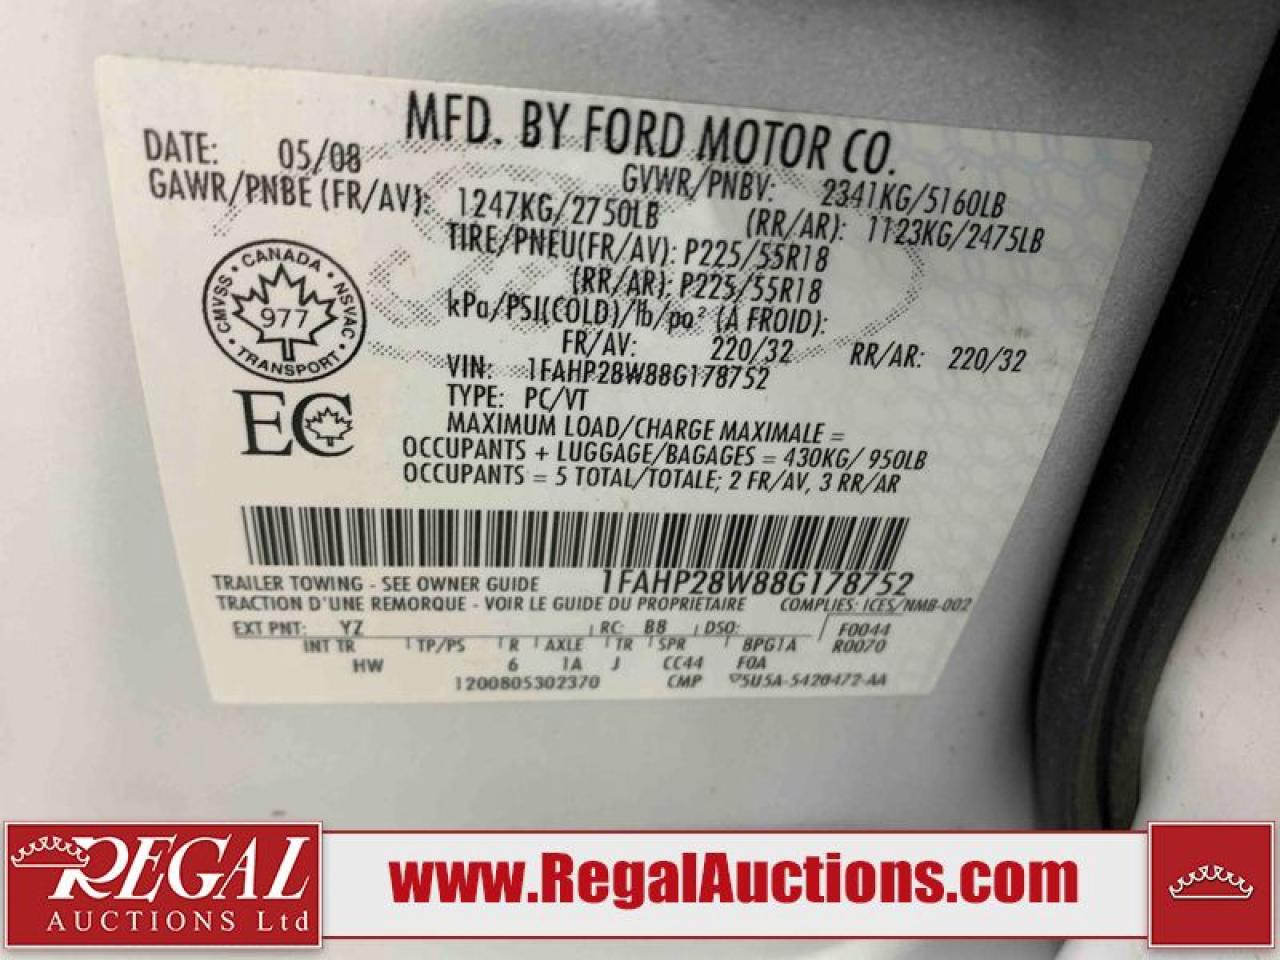 MFD. BY FORD MOTOR CO.
DATE: 05/08 GVWR/PNBV: 2341KG/5160LB
GAWR/PNBE (FR/AV): 1247KG/2750LB (RR/AR): 1123KG/2475LB
TIRE/PNEU(FR/AV): P225/55R18
(RR/AR): P225/55R18
kPa/PSI(COLD)/lb/po² (À FROID):
FR/AV: 220/32 RR/AR: 220/32
VIN: 1FAHP28W88G178752
TYPE: PC/VT
MAXIMUM LOAD/CHARGE MAXIMALE =
OCCUPANTS + LUGGAGE/BAGAGES = 430KG/ 950LB
OCCUPANTS = 5 TOTAL/TOTALE; 2 FR/AV, 3 RR/AR
CMVSS • CANADA • NSVAC • TRANSPORT •
977
EC
1FAHP28W88G178752
TRAILER TOWING - SEE OWNER GUIDE
TRACTION D'UNE REMORQUE - VOIR LE GUIDE DU PROPRIÉTAIRE COMPLIES: ICES/NMB-002
EXT PNT: YZ RC: B8 DSO: F0044
INT TR TP/PS R AXLE TR SPR BPG1A R0070
HW 6 1A J CC44 F0A
1200805302370 CMP 5U5A-5420472-AA
REGAL
AUCTIONS Ltd
www.RegalAuctions.com